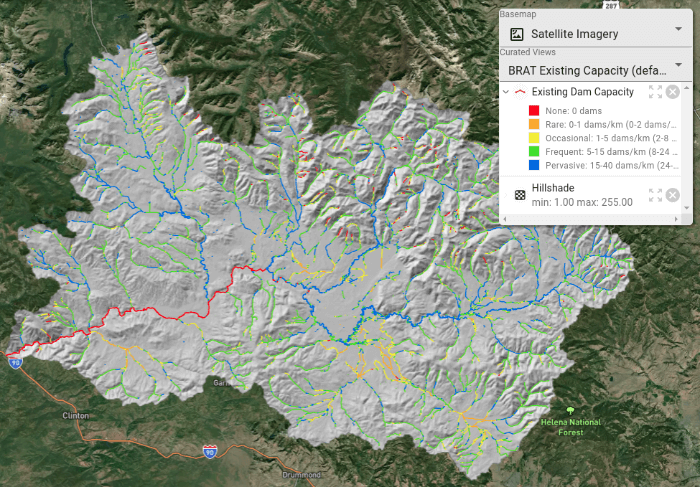 287
Basemap
Satellite Imagery
Curated Views
BRAT Existing Capacity (defa...
Existing Dam Capacity
None: 0 dams
Rare: 0-1 dams/km (0-2 dams/...
Occasional: 1-5 dams/km (2-8 ...
Frequent: 5-15 dams/km (8-24 ...
Pervasive: 15-40 dams/km (24-...
Hillshade
min: 1.00 max: 255.00
90
Clinton
90
Drummond
Helena National
Forest